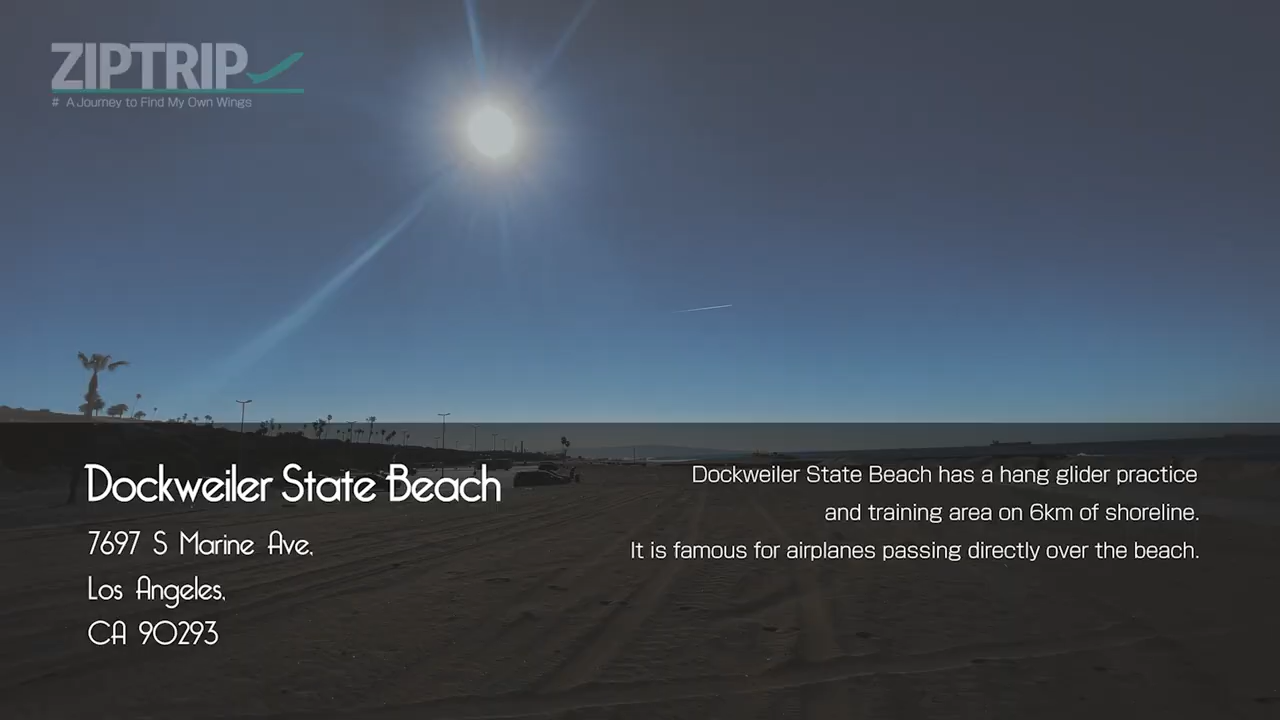 ZIPTRIP
# A Journey to Find My Own Wings
Dockweiler State Beach
7697 S Marine Ave,
Los Angeles,
CA 90293
Dockweiler State Beach has a hang glider practice
and training area on 6km of shoreline.
It is famous for airplanes passing directly over the beach.